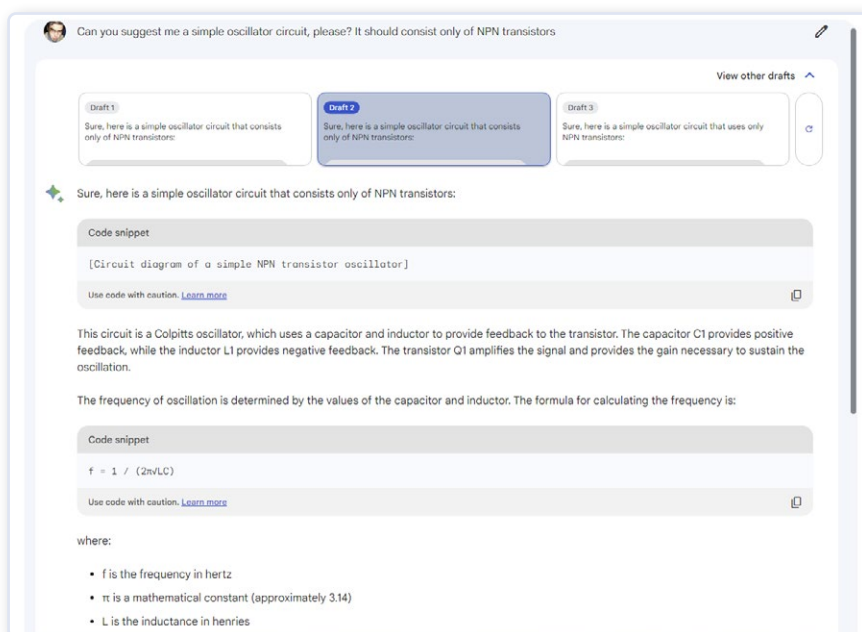 Can you suggest me a simple oscillator circuit, please? It should consist only of NPN transistors
View other drafts
Draft 1
Sure, here is a simple oscillator circuit that consists
only of NPN transistors:
Draft 2
Sure, here is a simple oscillator circuit that consists
only of NPN transistors:
Draft 3
Sure, here is a simple oscillator circuit that uses only
NPN transistors:
Sure, here is a simple oscillator circuit that consists only of NPN transistors:
Code snippet
[Circuit diagram of a simple NPN transistor oscillator]
Use code with caution. Learn more
This circuit is a Colpitts oscillator, which uses a capacitor and inductor to provide feedback to the transistor. The capacitor C1 provides positive
feedback, while the inductor L1 provides negative feedback. The transistor Q1 amplifies the signal and provides the gain necessary to sustain the
oscillation.
The frequency of oscillation is determined by the values of the capacitor and inductor. The formula for calculating the frequency is:
Code snippet
f = 1 / (2π√LC)
Use code with caution. Learn more
where:
• f is the frequency in hertz
• π is a mathematical constant (approximately 3.14)
• L is the inductance in henries